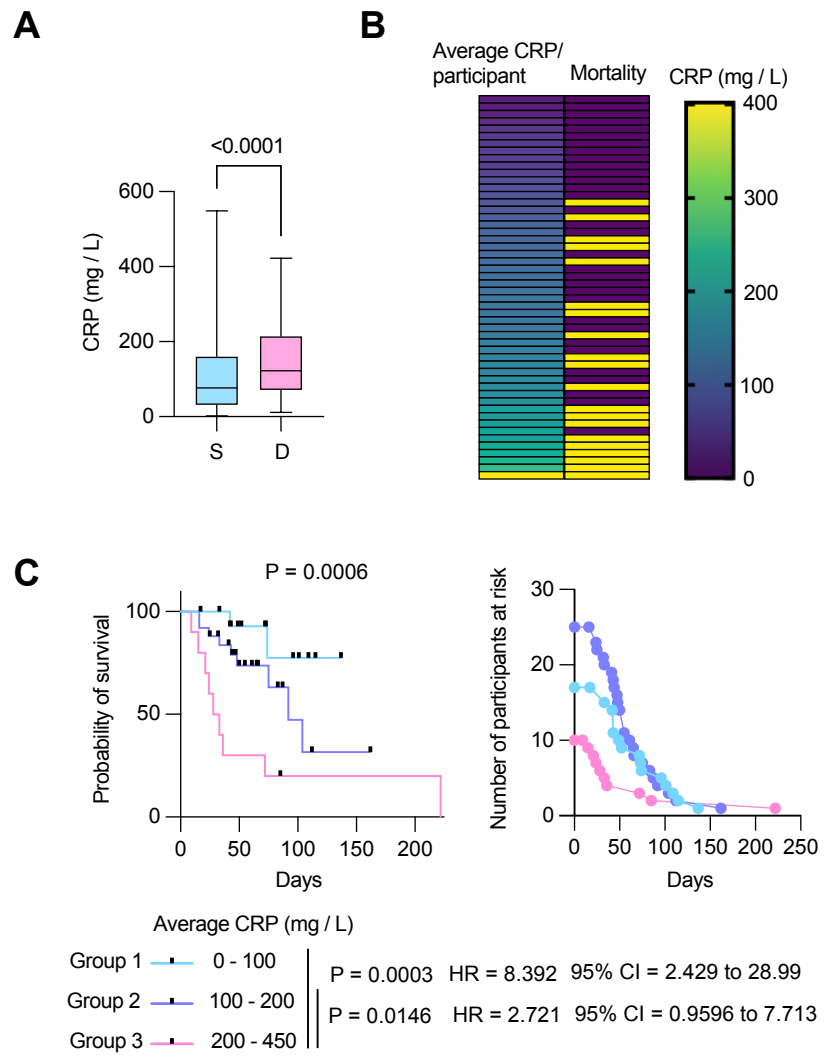 A
<0.0001
600
400
200
0
CRP (mg / L)
S D
B
Average CRP/
participant
Mortality
CRP (mg / L)
400
300
200
100
0
C
P = 0.0006
100
50
0
Probability of survival
0 50 100 150 200
Days
30
20
10
0
Number of participants at risk
0 50 100 150 200 250
Days
Average CRP (mg / L)
Group 1 0 - 100
Group 2 100 - 200
Group 3 200 - 450
P = 0.0003 HR = 8.392 95% CI = 2.429 to 28.99
P = 0.0146 HR = 2.721 95% CI = 0.9596 to 7.713